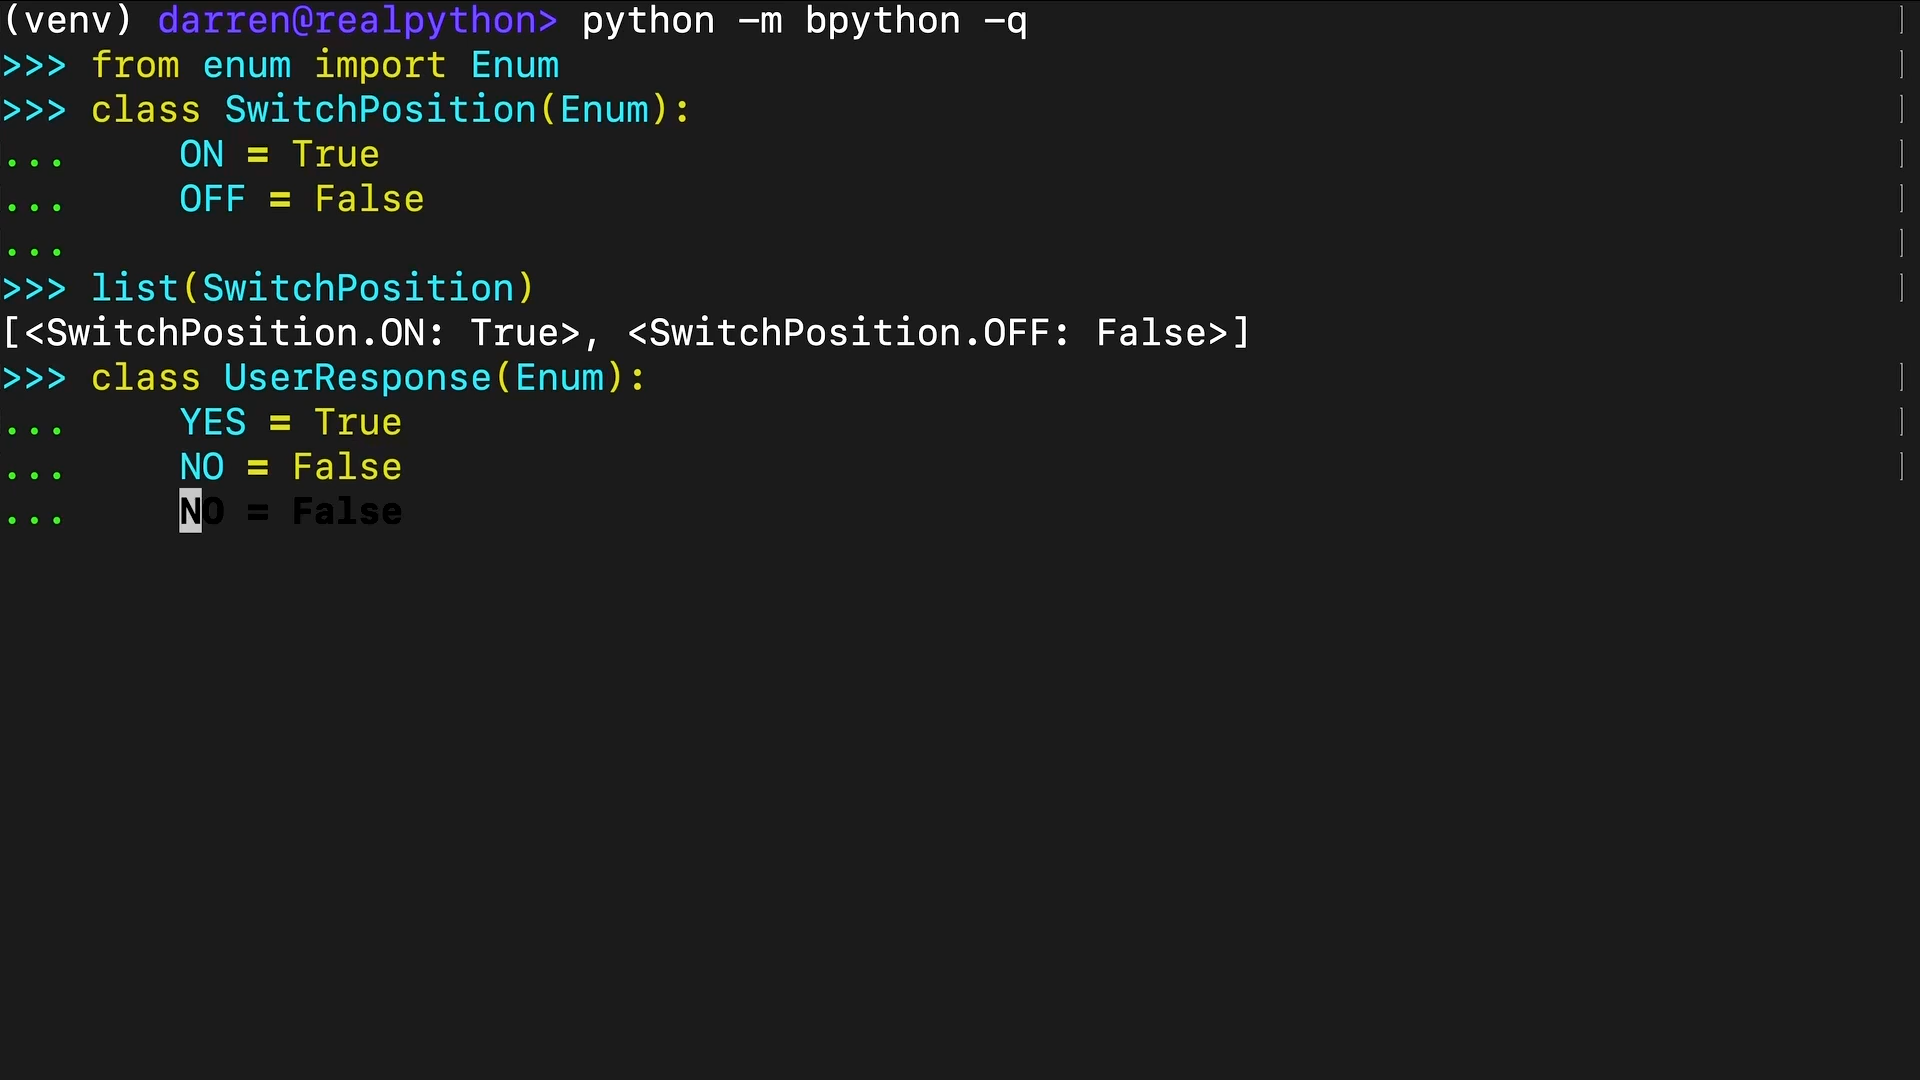 (venv) darren@realpython> python -m bpython -q
>>> from enum import Enum
>>> class SwitchPosition(Enum):
...     ON = True
...     OFF = False
...
>>> list(SwitchPosition)
[<SwitchPosition.ON: True>, <SwitchPosition.OFF: False>]
>>> class UserResponse(Enum):
...     YES = True
...     NO = False
...     NO = False